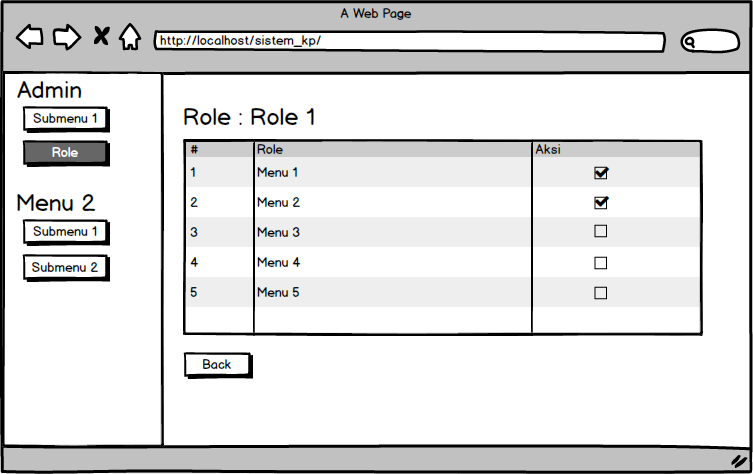 A Web Page
http://localhost/sistem_kp/
Admin
Submenu 1
Role
Menu 2
Submenu 1
Submenu 2
Role : Role 1
# Role Aksi
1 Menu 1
2 Menu 2
3 Menu 3
4 Menu 4
5 Menu 5
Back